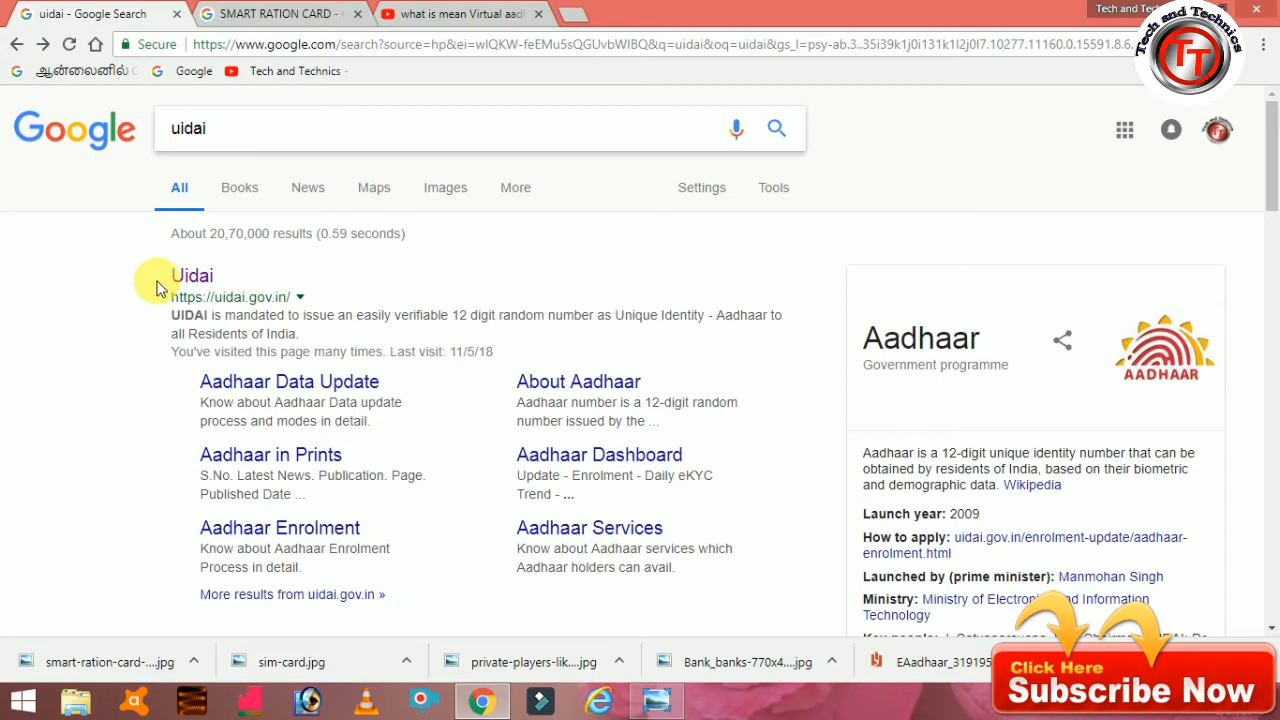 uidai - Google Search
SMART RATION CARD - 
what is mean Virtual aad
Tech and Te
Secure
https://www.google.com/search?source=
q=uidai&oq=uidai&gs_l=psy-ab.3..
ஆன்லைனில்
Google
Tech and Technics -
Tech and Technics
TT
Google
uidai
All
Books
News
Maps
Images
More
Settings
Tools
About 20,70,000 results (0.59 seconds)
Uidai
https://uidai.gov.in/
UIDAI is mandated to issue an easily verifiable 12 digit random number as Unique Identity - Aadhaar to
all Residents of India.
You've visited this page many times. Last visit: 11/5/18
Aadhaar Data Update
Know about Aadhaar Data update
process and modes in detail.
About Aadhaar
Aadhaar number is a 12-digit random
number issued by the ...
Aadhaar in Prints
S.No. Latest News. Publication. Page.
Published Date ...
Aadhaar Dashboard
Update - Enrolment - Daily eKYC
Trend - ...
Aadhaar Enrolment
Know about Aadhaar Enrolment
Process in detail.
Aadhaar Services
Know about Aadhaar services which
Aadhaar holders can avail.
More results from uidai.gov.in »
Aadhaar
Government programme
AADHAAR
Aadhaar is a 12-digit unique identity number that can be
obtained by residents of India, based on their biometric
and demographic data. Wikipedia
Launch year: 2009
How to apply: uidai.gov.in/enrolment-update/aadhaar-
enrolment.html
Launched by (prime minister): Manmohan Singh
Ministry: Ministry of Electronics and Information
Technology
smart-ration-card-....jpg
sim-card.jpg
private-players-lik....jpg
Bank_banks-770x4....jpg
EAadhaar_319195
Click Here
Subscribe Now